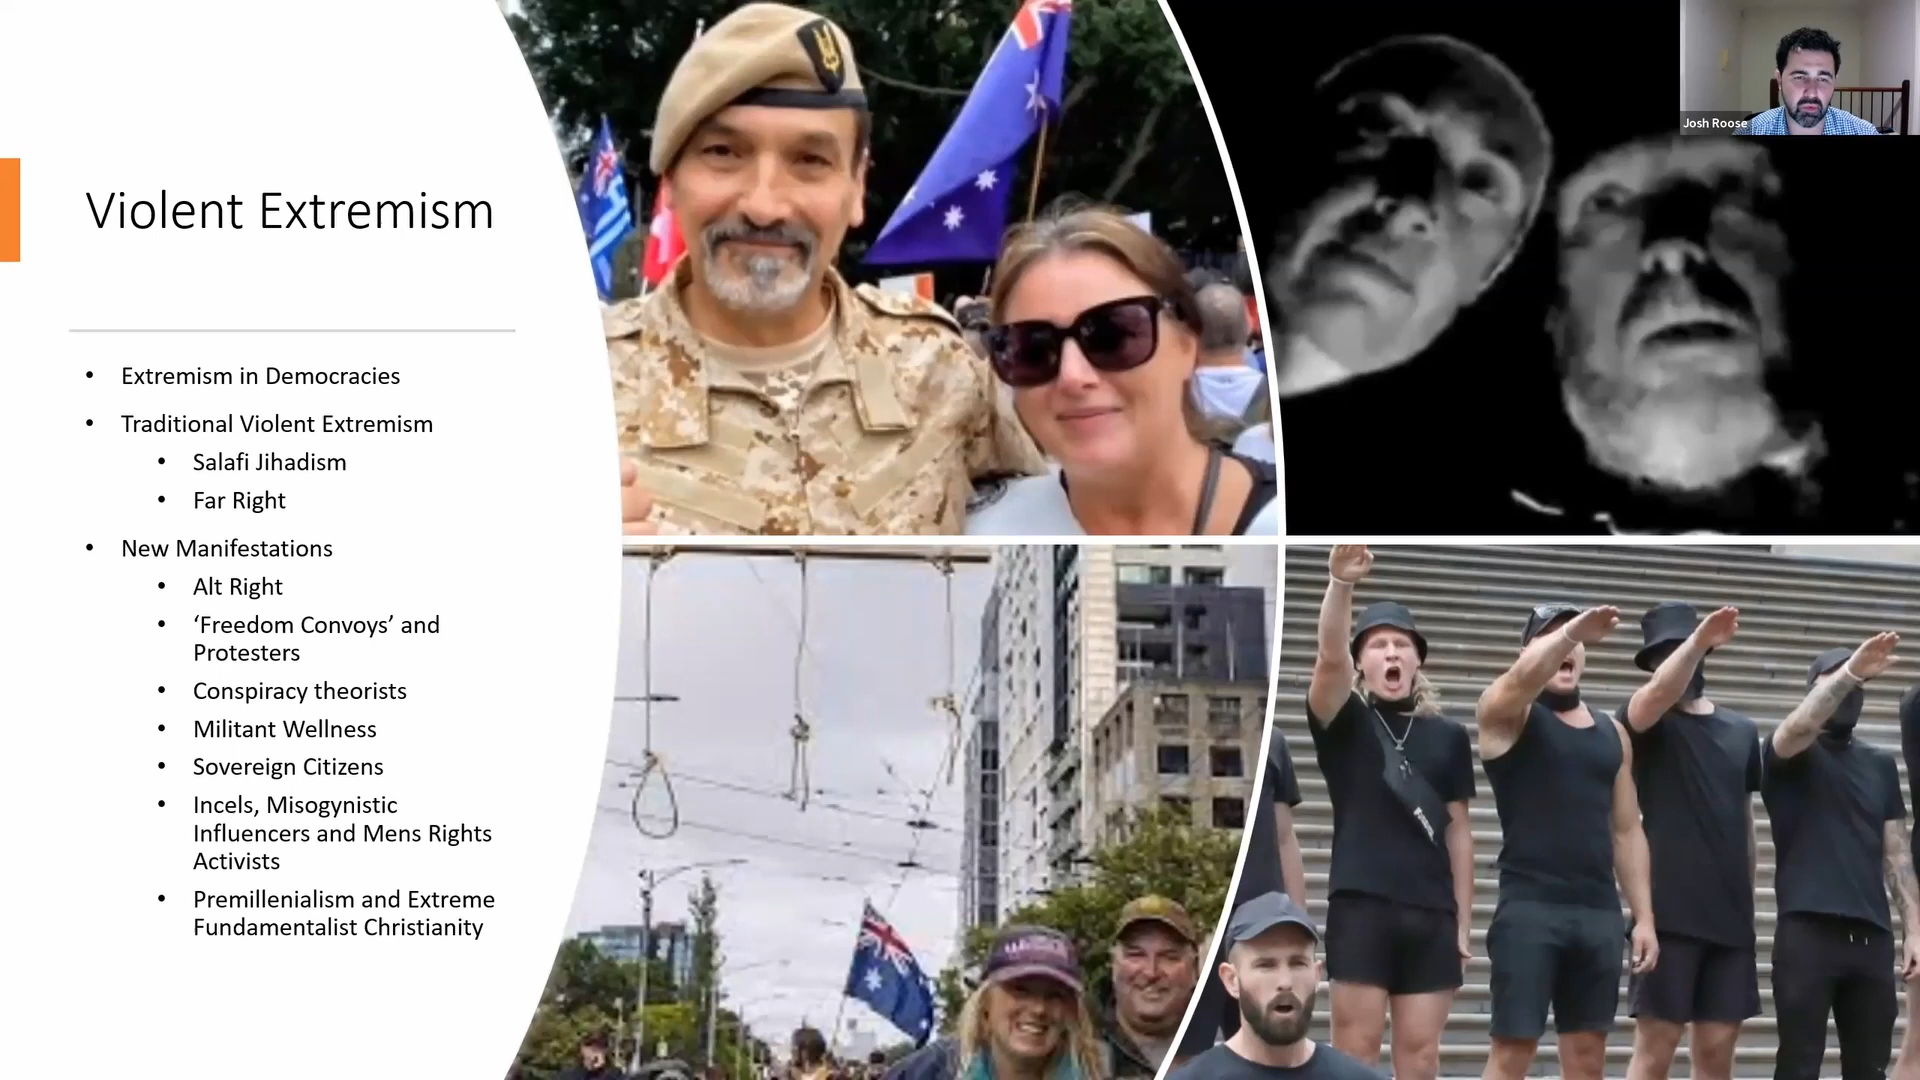 Violent Extremism
• Extremism in Democracies
• Traditional Violent Extremism
• Salafi Jihadism
• Far Right
• New Manifestations
• Alt Right
• ‘Freedom Convoys’ and
Protesters
• Conspiracy theorists
• Militant Wellness
• Sovereign Citizens
• Incels, Misogynistic
Influencers and Mens Rights
Activists
• Premillenialism and Extreme
Fundamentalist Christianity
Josh Roose